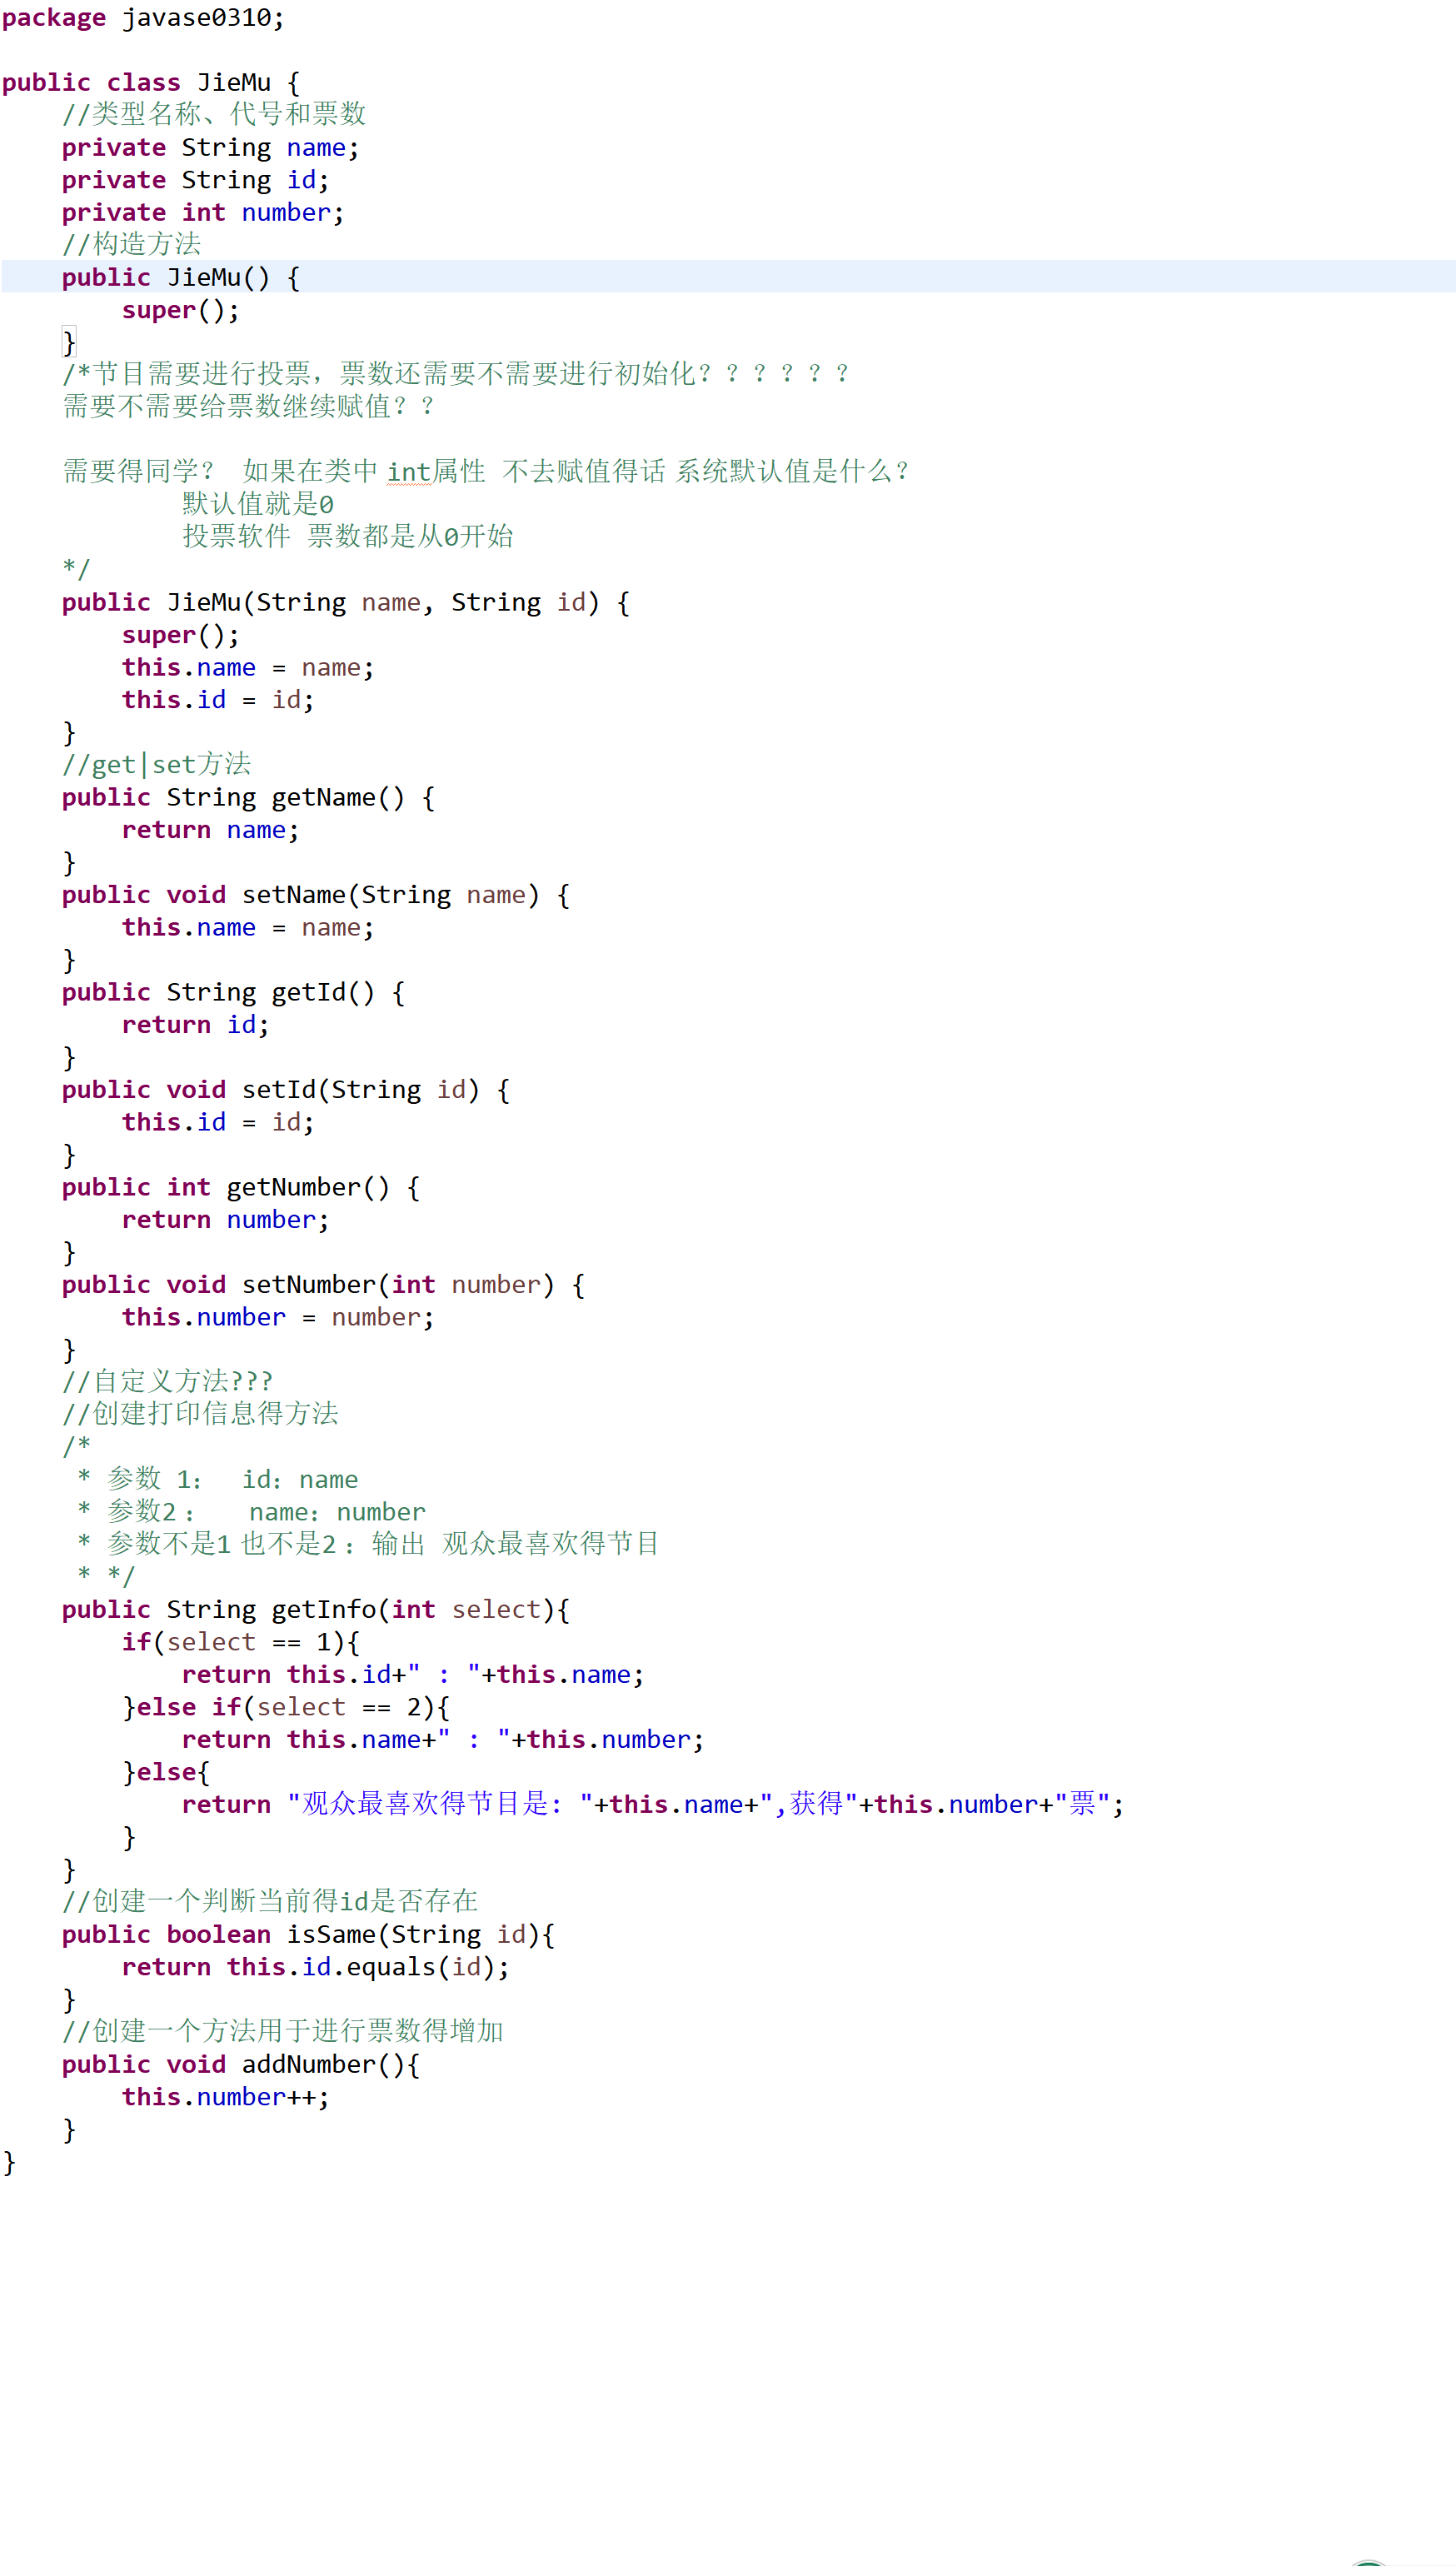 package javase0310;
public class JieMu {
//类型名称、代号和票数
private String name;
private String id;
private int number;
//构造方法
public JieMu() {
super();
}
/*节目需要进行投票，票数还需要不需要进行初始化？？？？？？
需要不需要给票数继续赋值？？
需要得同学？ 如果在类中 int属性 不去赋值得话 系统默认值是什么？
默认值就是0
投票软件 票数都是从0开始
*/
public JieMu(String name, String id) {
super();
this.name = name;
this.id = id;
}
//get|set方法
public String getName() {
return name;
}
public void setName(String name) {
this.name = name;
}
public String getId() {
return id;
}
public void setId(String id) {
this.id = id;
}
public int getNumber() {
return number;
}
public void setNumber(int number) {
this.number = number;
}
//自定义方法???
//创建打印信息得方法
/*
* 参数 1： id：name
* 参数2 ： name：number
* 参数不是1 也不是2 ：输出 观众最喜欢得节目
* */
public String getInfo(int select){
if(select == 1){
return this.id+" : "+this.name;
}else if(select == 2){
return this.name+" : "+this.number;
}else{
return "观众最喜欢得节目是: "+this.name+",获得"+this.number+"票";
}
}
//创建一个判断当前得id是否存在
public boolean isSame(String id){
return this.id.equals(id);
}
//创建一个方法用于进行票数得增加
public void addNumber(){
this.number++;
}
}